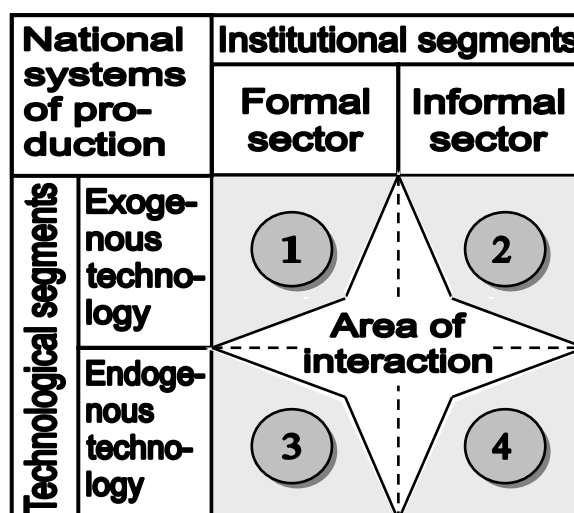 National
systems
of pro-
duction
Institutional segments
Formal
sector
Informal
sector
Technological segments
Exoge-
nous
techno-
logy
1
2
Area of
interaction
Endoge-
nous
techno-
logy
3
4